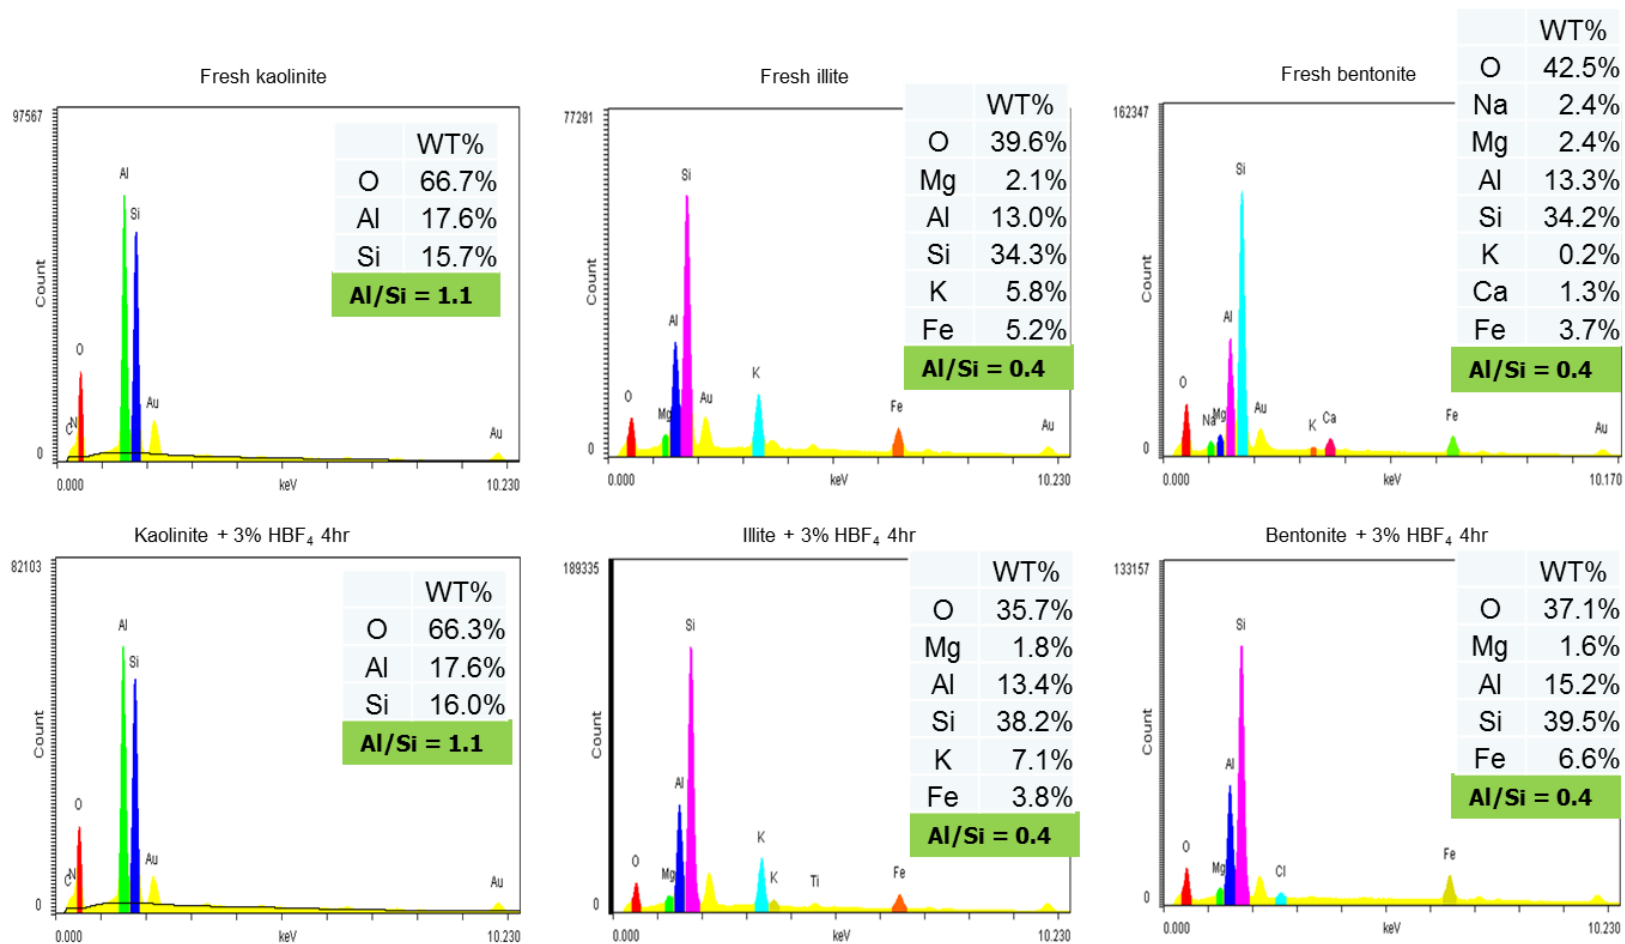 Fresh kaolinite
97567
Count
0
C
N
O
Al
Si
Au
Au
0.000
keV
10.230
WT%
O 66.7%
Al 17.6%
Si 15.7%
Al/Si = 1.1
Fresh illite
77291
Count
0
O
Mg
Al
Si
Au
K
Fe
Au
0.000
keV
10.230
WT%
O 39.6%
Mg 2.1%
Al 13.0%
Si 34.3%
K 5.8%
Fe 5.2%
Al/Si = 0.4
Fresh bentonite
162347
Count
0
O
Na
Mg
Al
Si
Au
K
Ca
Fe
Au
0.000
keV
10.170
WT%
O 42.5%
Na 2.4%
Mg 2.4%
Al 13.3%
Si 34.2%
K 0.2%
Ca 1.3%
Fe 3.7%
Al/Si = 0.4
Kaolinite + 3% HBF₄ 4hr
82103
Count
0
C
N
O
Al
Si
Au
Au
0.000
keV
10.230
WT%
O 66.3%
Al 17.6%
Si 16.0%
Al/Si = 1.1
Illite + 3% HBF₄ 4hr
189335
Count
0
O
Mg
Al
Si
K
K
Ti
Fe
0.000
keV
10.230
WT%
O 35.7%
Mg 1.8%
Al 13.4%
Si 38.2%
K 7.1%
Fe 3.8%
Al/Si = 0.4
Bentonite + 3% HBF₄ 4hr
133157
Count
0
O
Mg
Al
Si
Cl
Fe
0.000
keV
10.230
WT%
O 37.1%
Mg 1.6%
Al 15.2%
Si 39.5%
Fe 6.6%
Al/Si = 0.4